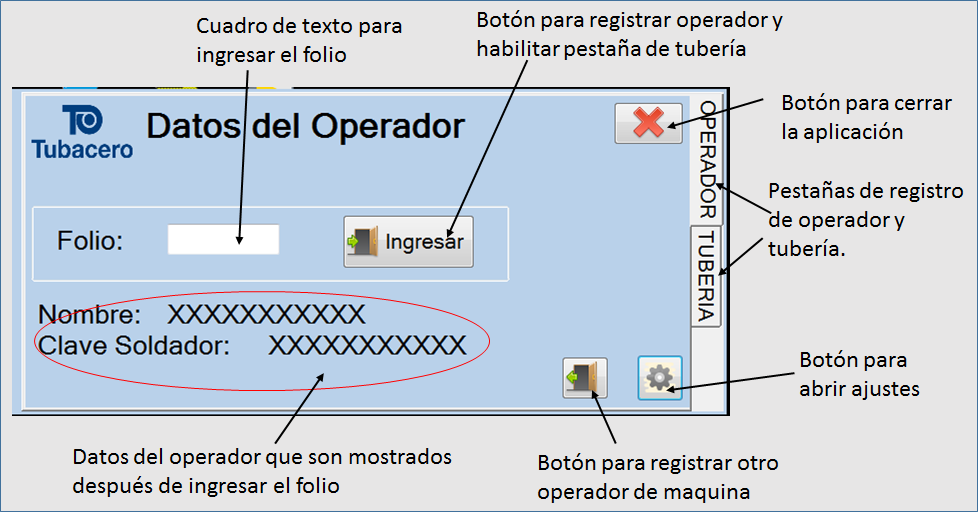 Cuadro de texto para
ingresar el folio
Botón para registrar operador y
habilitar pestaña de tubería
Botón para cerrar
la aplicación
Tubacero
Datos del Operador
OPERADOR
TUBERIA
Pestañas de registro
de operador y
tubería.
Folio:
Ingresar
Nombre: XXXXXXXXXXX
Clave Soldador: XXXXXXXXXXX
Botón para
abrir ajustes
Datos del operador que son mostrados
después de ingresar el folio
Botón para registrar otro
operador de maquina